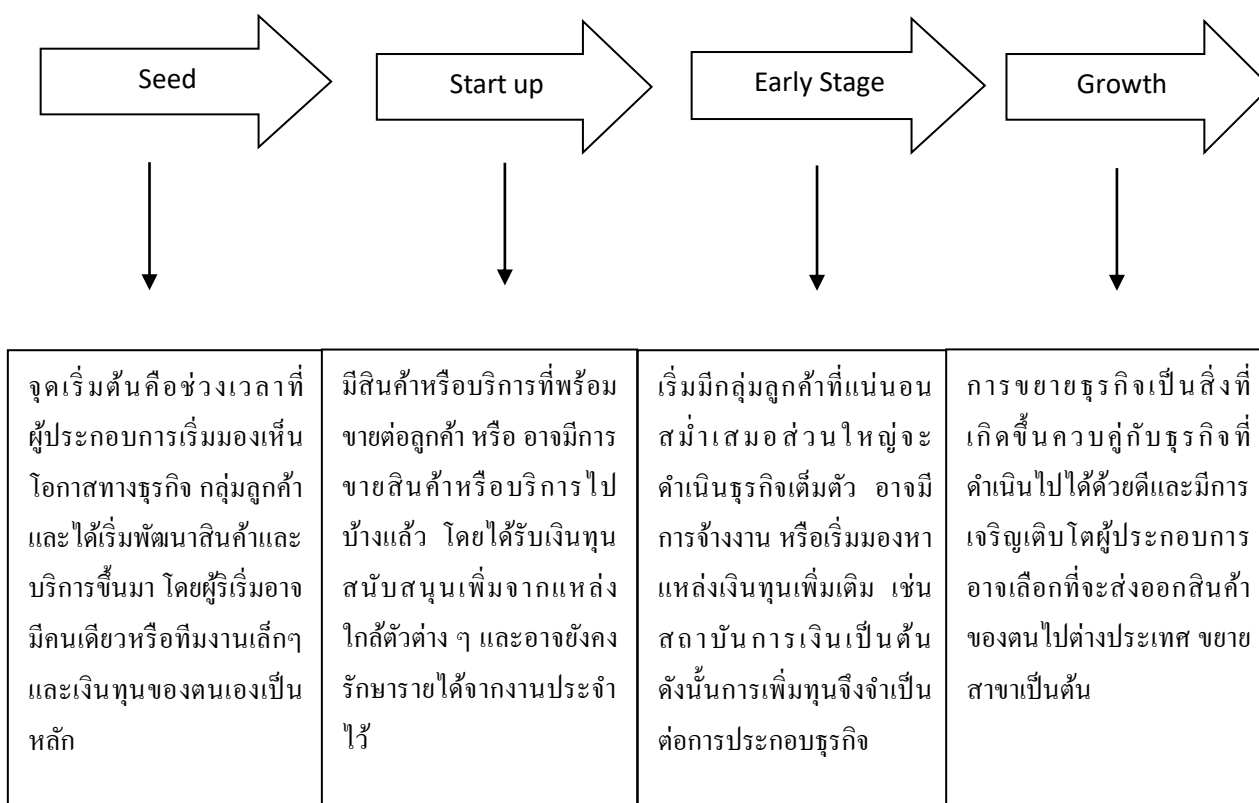 Seed
Start up
Early Stage
Growth
จุดเริ่มต้นคือช่วงเวลาที่
ผู้ประกอบการเริ่มมองเห็น
โอกาสทางธุรกิจ กลุ่มลูกค้า
และได้เริ่มพัฒนาสินค้าและ
บริการขึ้นมา โดยผู้ริเริ่มอาจ
มีคนเดียวหรือทีมงานเล็กๆ
และเงินทุนของตนเองเป็น
หลัก
มีสินค้าหรือบริการที่พร้อม
ขายต่อลูกค้า หรือ อาจมีการ
ขายสินค้าหรือบริการไป
บ้างแล้ว โดยได้รับเงินทุน
สนับสนุนเพิ่มจากแหล่ง
ใกล้ตัวต่าง ๆ และอาจยังคง
รักษารายได้จากงานประจำ
ไว้
เริ่มมีกลุ่มลูกค้าที่แน่นอน
สม่ำเสมอส่วนใหญ่จะ
ดำเนินธุรกิจเต็มตัว อาจมี
การจ้างงาน หรือเริ่มมองหา
แหล่งเงินทุนเพิ่มเติม เช่น
สถาบันการเงินเป็นต้น
ดังนั้นการเพิ่มทุนจึงจำเป็น
ต่อการประกอบธุรกิจ
การขยายธุรกิจเป็นสิ่งที่
เกิดขึ้นควบคู่กับธุรกิจที่
ดำเนินไปได้ด้วยดีและมีการ
เจริญเติบโตผู้ประกอบการ
อาจเลือกที่จะส่งออกสินค้า
ของตนไปต่างประเทศ ขยาย
สาขาเป็นต้น